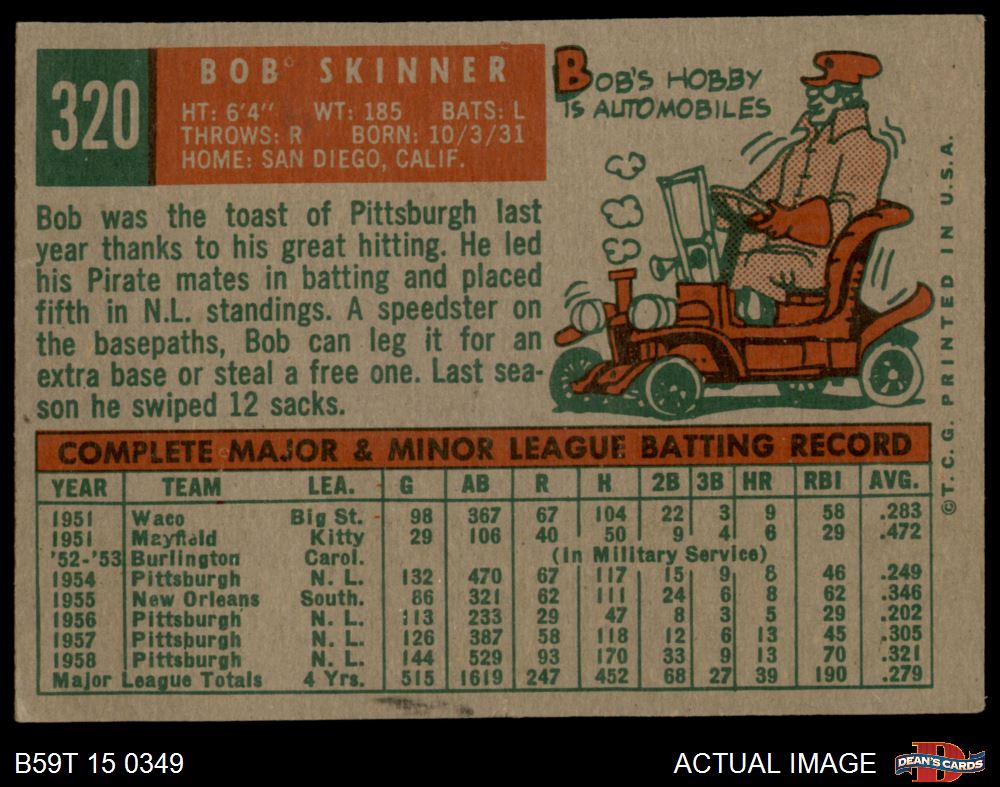 320
BOB SKINNER
HT: 6'4" WT: 185 BATS: L
THROWS: R BORN: 10/3/31
HOME: SAN DIEGO, CALIF.
BOB'S HOBBY
IS AUTOMOBILES
Bob was the toast of Pittsburgh last
year thanks to his great hitting. He led
his Pirate mates in batting and placed
fifth in N.L. standings. A speedster on
the basepaths, Bob can leg it for an
extra base or steal a free one. Last sea-
son he swiped 12 sacks.
COMPLETE MAJOR & MINOR LEAGUE BATTING RECORD
YEAR TEAM LEA. G AB R H 2B 3B HR RBI AVG.
1951 Waco Big St. 98 367 67 104 22 3 9 58 .283
1951 Mayfield Kitty 29 106 40 50 9 4 6 29 .472
'52-'53 Burlington Carol. (In Military Service)
1954 Pittsburgh N. L. 132 470 67 117 15 9 8 46 .249
1955 New Orleans South. 86 321 62 111 24 6 8 62 .346
1956 Pittsburgh N. L. 113 233 29 47 8 3 5 29 .202
1957 Pittsburgh N. L. 126 387 58 118 12 6 13 45 .305
1958 Pittsburgh N. L. 144 529 93 170 33 9 13 70 .321
Major League Totals 4 Yrs. 515 1619 247 452 68 27 39 190 .279
©T.C.G. PRINTED IN U.S.A.
B59T 15 0349
ACTUAL IMAGE
DEAN'S CARDS